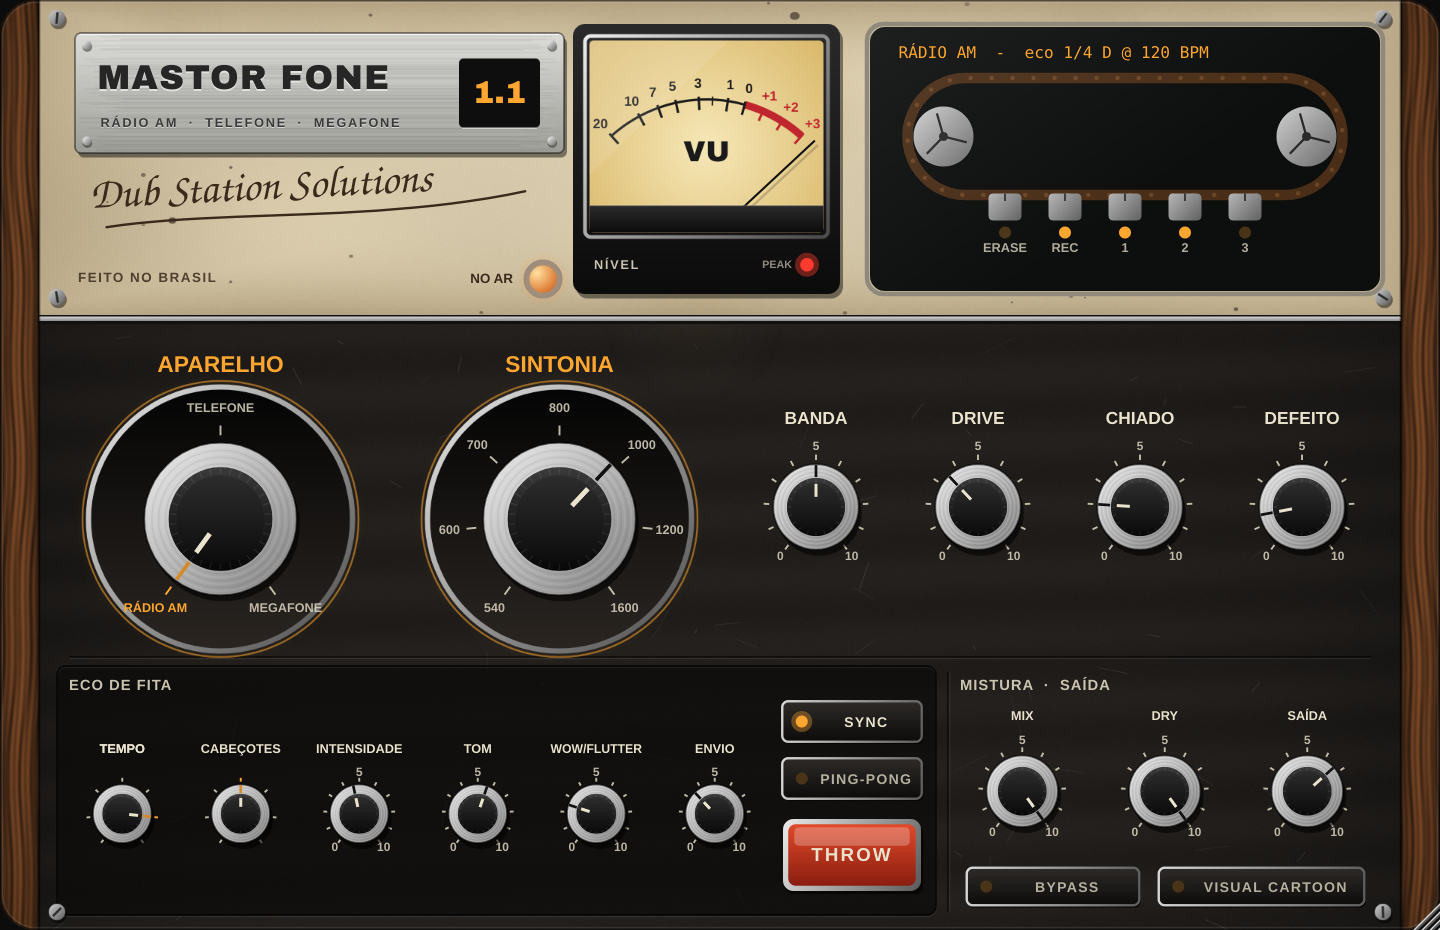 MASTOR FONE
1.1
RÁDIO AM · TELEFONE · MEGAFONE
Dub Station Solutions
FEITO NO BRASIL
NO AR
20 10 7 5 3 1 0 +1 +2 +3
VU
NÍVEL
PEAK
RÁDIO AM - eco 1/4 D @ 120 BPM
ERASE REC 1 2 3
APARELHO
TELEFONE
RÁDIO AM
MEGAFONE
SINTONIA
800
700 1000
600 1200
540 1600
BANDA
5
0 10
DRIVE
5
0 10
CHIADO
5
0 10
DEFEITO
5
0 10
ECO DE FITA
TEMPO
CABEÇOTES
INTENSIDADE
5
0 10
TOM
5
0 10
WOW/FLUTTER
5
0 10
ENVIO
5
0 10
SYNC
PING-PONG
THROW
MISTURA · SAÍDA
MIX
5
0 10
DRY
5
0 10
SAÍDA
5
0 10
BYPASS
VISUAL CARTOON